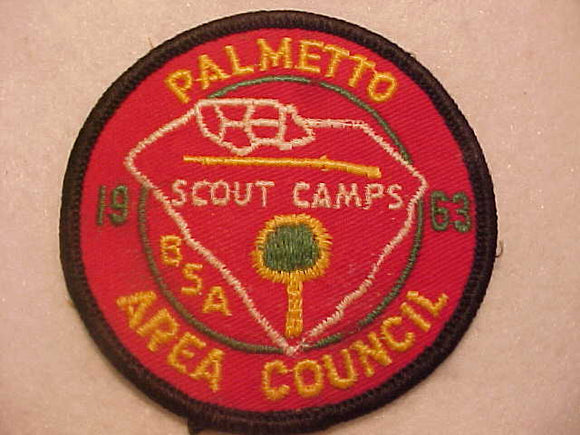 PALMETTO
19 63
SCOUT CAMPS
BSA
AREA COUNCIL